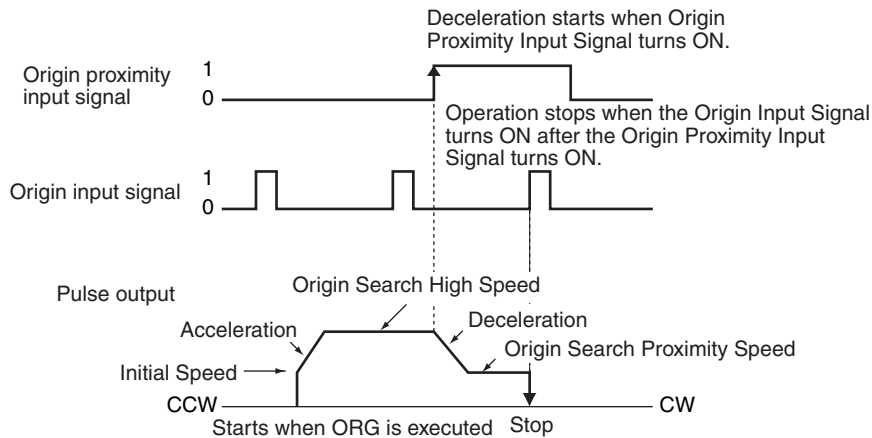 Deceleration starts when Origin
Proximity Input Signal turns ON.
Origin proximity
input signal
1
0
Operation stops when the Origin Input Signal
turns ON after the Origin Proximity Input
Signal turns ON.
Origin input signal
1
0
Pulse output
Origin Search High Speed
Acceleration
Deceleration
Initial Speed
Origin Search Proximity Speed
CCW
CW
Starts when ORG is executed
Stop